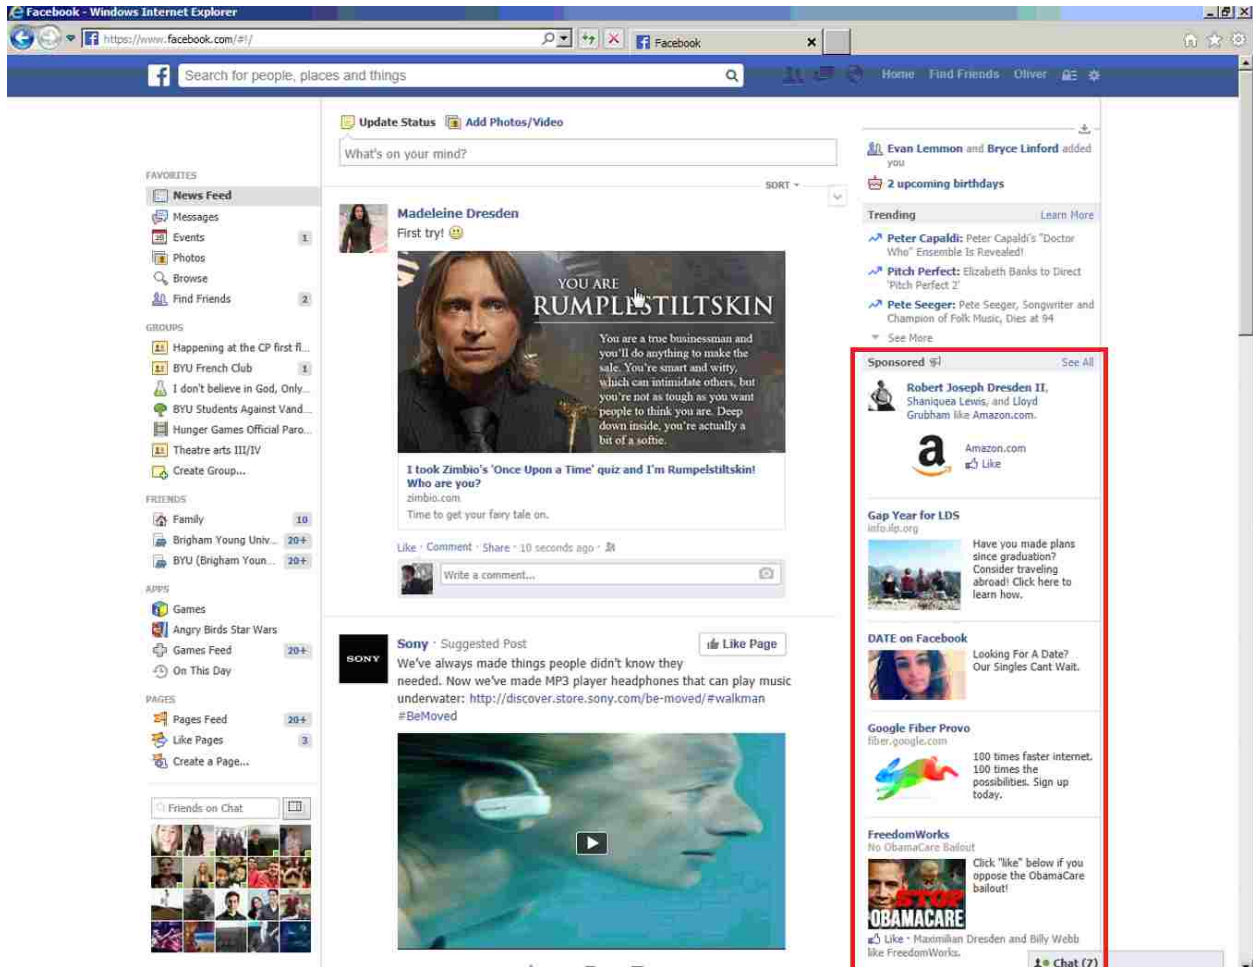 Facebook - Windows Internet Explorer
https://www.facebook.com/#!/
Facebook
Search for people, places and things
Home Find Friends Oliver
Update Status Add Photos/Video
What's on your mind?
SORT
FAVORITES
News Feed
Messages
Events 1
Photos
Browse
Find Friends 2
GROUPS
Happening at the CP first fl...
BYU French Club 1
I don't believe in God, Only...
BYU Students Against Vand...
Hunger Games Official Paro...
Theatre arts III/IV
Create Group...
FRIENDS
Family 10
Brigham Young Univ... 20+
BYU (Brigham Youn... 20+
APPS
Games
Angry Birds Star Wars
Games Feed 20+
On This Day
PAGES
Pages Feed 20+
Like Pages 3
Create a Page...
Friends on Chat
Madeleine Dresden
First try!
YOU ARE
RUMPLESTILTSKIN
You are a true businessman and
you'll do anything to make the
sale. You're smart and witty,
which can intimidate others, but
you're not as tough as you want
people to think you are. Deep
down inside, you're actually a
bit of a softie.
I took Zimbio's 'Once Upon a Time' quiz and I'm Rumpelstiltskin!
Who are you?
zimbio.com
Time to get your fairy tale on.
Like · Comment · Share · 10 seconds ago ·
Write a comment...
SONY
Sony · Suggested Post
Like Page
We've always made things people didn't know they
needed. Now we've made MP3 player headphones that can play music
underwater: http://discover.store.sony.com/be-moved/#walkman
#BeMoved
Evan Lemmon and Bryce Linford added
you
2 upcoming birthdays
Trending Learn More
Peter Capaldi: Peter Capaldi's "Doctor
Who" Ensemble Is Revealed!
Pitch Perfect: Elizabeth Banks to Direct
'Pitch Perfect 2'
Pete Seeger: Pete Seeger, Songwriter and
Champion of Folk Music, Dies at 94
See More
Sponsored See All
Robert Joseph Dresden II,
Shaniquea Lewis, and Lloyd
Grubham like Amazon.com.
a
Amazon.com
Like
Gap Year for LDS
info.ilp.org
Have you made plans
since graduation?
Consider traveling
abroad! Click here to
learn how.
DATE on Facebook
Looking For A Date?
Our Singles Cant Wait.
Google Fiber Provo
fiber.google.com
100 times faster internet.
100 times the
possibilities. Sign up
today.
FreedomWorks
No ObamaCare Bailout
STOP
OBAMACARE
Click "like" below if you
oppose the ObamaCare
bailout!
Like · Maximilian Dresden and Billy Webb
like FreedomWorks.
Chat (7)